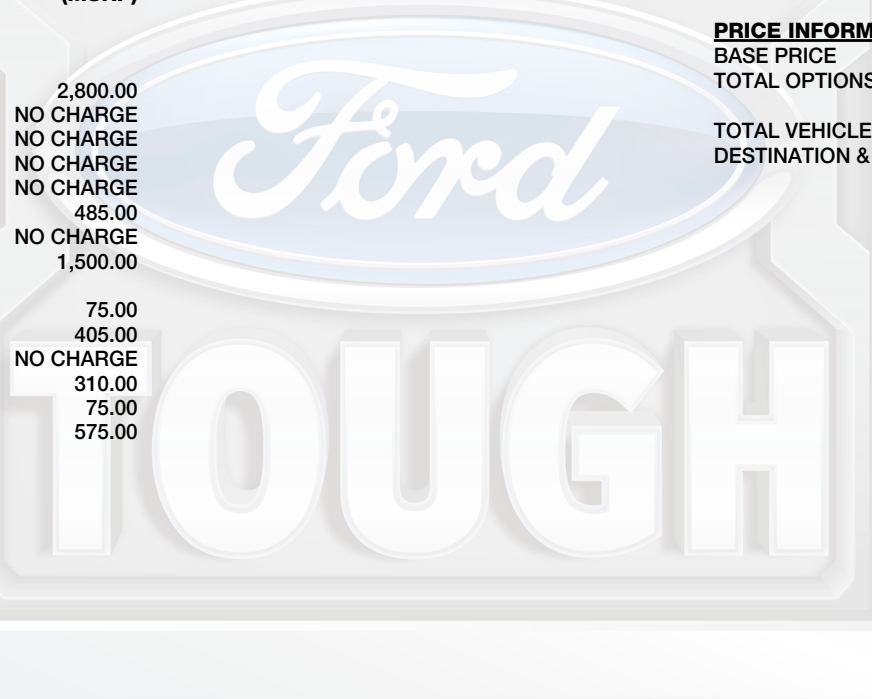 (MSRP)
2,800.00
NO CHARGE
NO CHARGE
NO CHARGE
NO CHARGE
485.00
NO CHARGE
1,500.00
75.00
405.00
NO CHARGE
310.00
75.00
575.00
PRICE INFORM
BASE PRICE
TOTAL OPTIONS
TOTAL VEHICLE
DESTINATION &
Ford
TOUGH